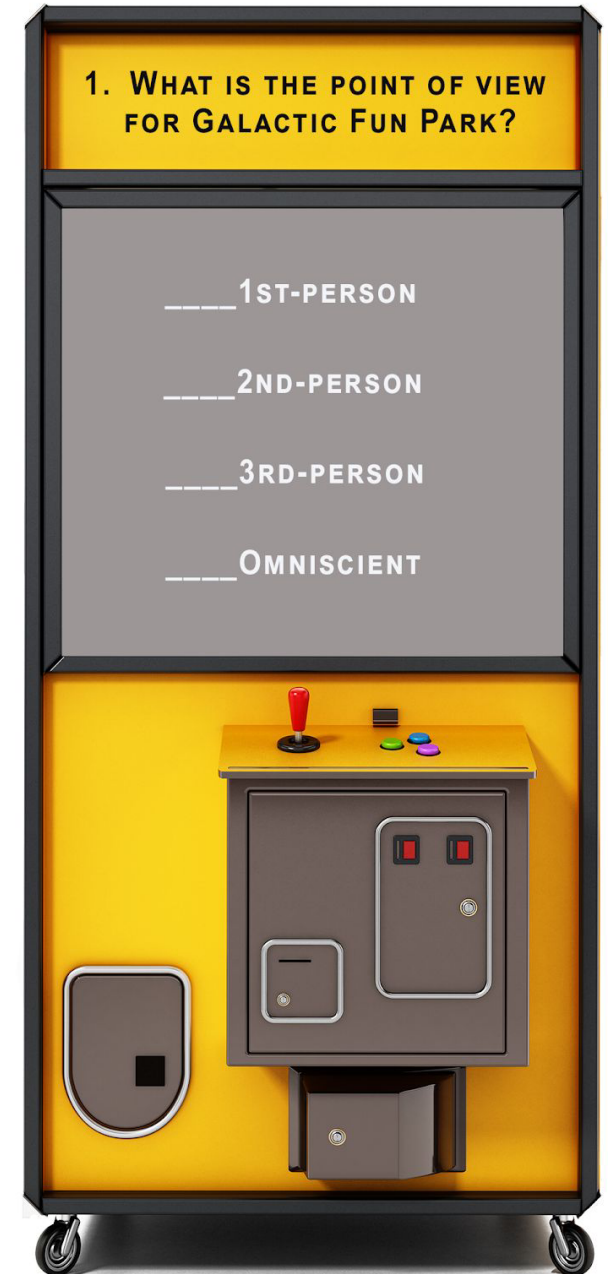 1. What is the point of view
for Galactic Fun Park?
____1st-person
____2nd-person
____3rd-person
____Omniscient